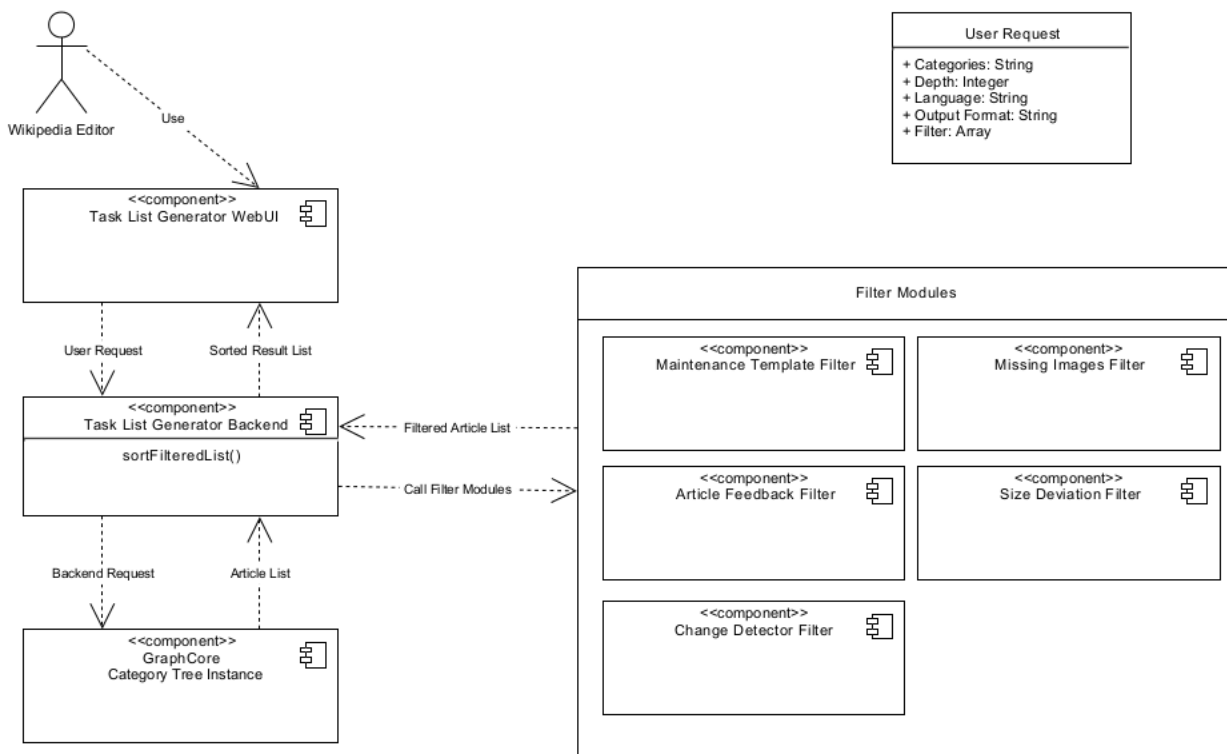 User Request
+ Categories: String
+ Depth: Integer
+ Language: String
+ Output Format: String
+ Filter: Array
Wikipedia Editor
Use
<<component>>
Task List Generator WebUI
User Request
Sorted Result List
<<component>>
Task List Generator Backend
sortFilteredList()
Filtered Article List
Call Filter Modules
Backend Request
Article List
<<component>>
GraphCore
Category Tree Instance
Filter Modules
<<component>>
Maintenance Template Filter
<<component>>
Missing Images Filter
<<component>>
Article Feedback Filter
<<component>>
Size Deviation Filter
<<component>>
Change Detector Filter